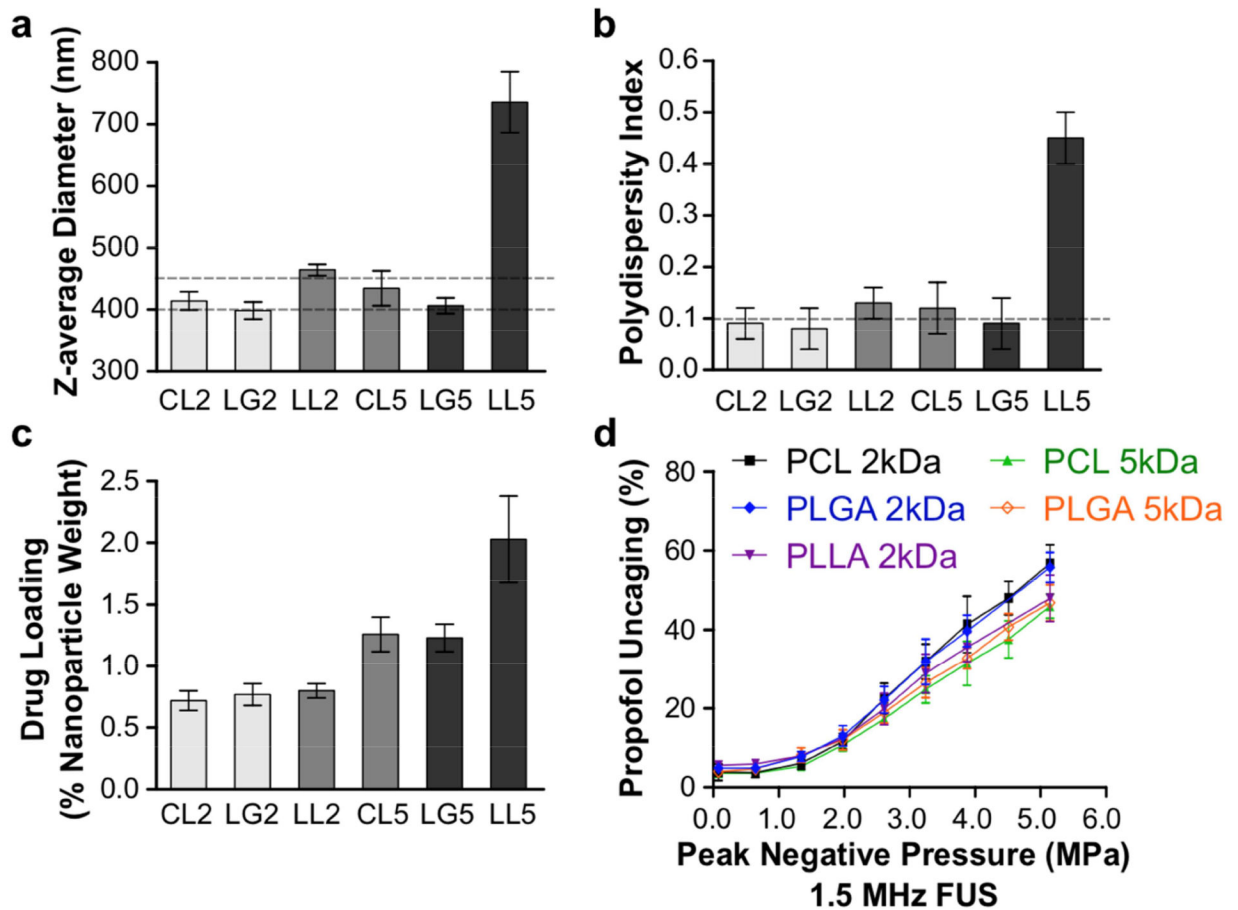 a
Z-average Diameter (nm)
800
700
600
500
400
300
CL2 LG2 LL2 CL5 LG5 LL5
b
Polydispersity Index
0.6
0.5
0.4
0.3
0.2
0.1
0.0
CL2 LG2 LL2 CL5 LG5 LL5
c
Drug Loading
(% Nanoparticle Weight)
2.5
2.0
1.5
1.0
0.5
0.0
CL2 LG2 LL2 CL5 LG5 LL5
d
PCL 2kDa
PCL 5kDa
PLGA 2kDa
PLGA 5kDa
PLLA 2kDa
Propofol Uncaging (%)
80
60
40
20
0
0.0 1.0 2.0 3.0 4.0 5.0 6.0
Peak Negative Pressure (MPa)
1.5 MHz FUS